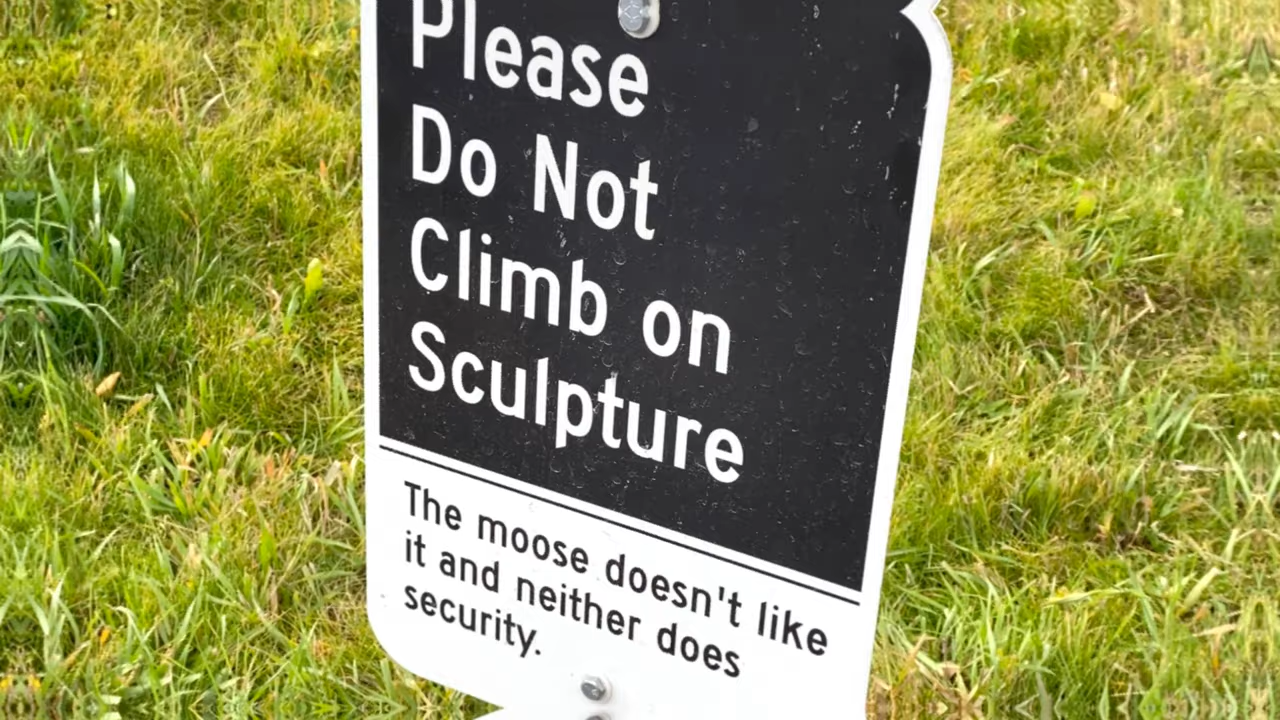 Please
Do Not
Climb on
Sculpture
The moose doesn't like
it and neither does
security.